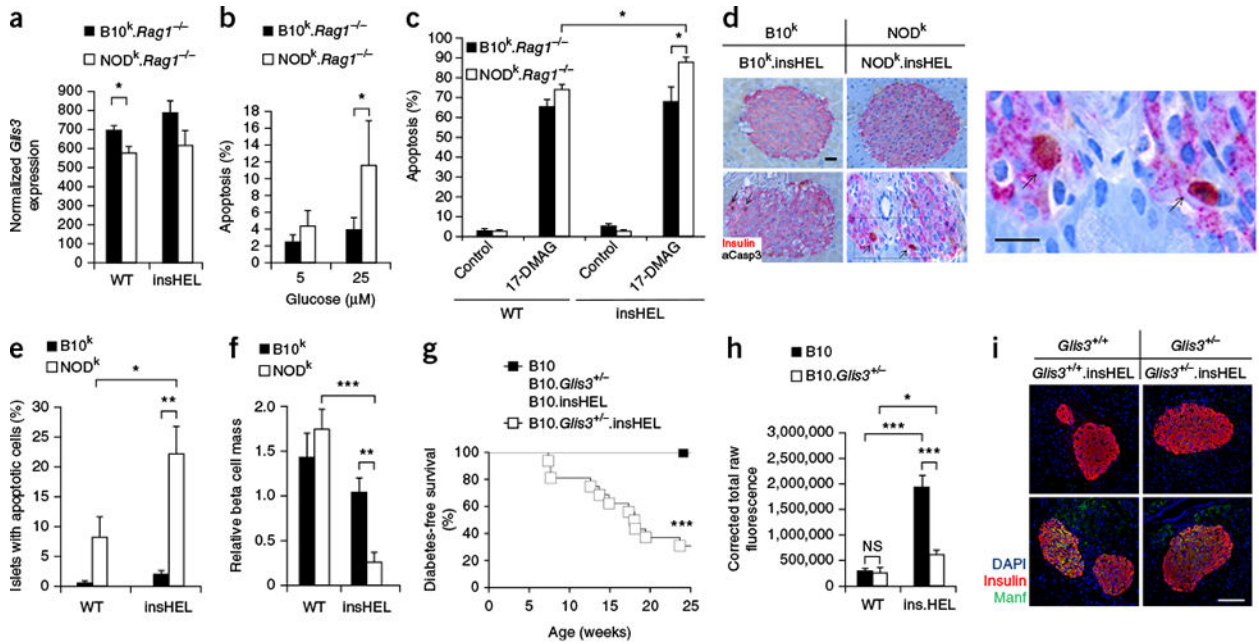 a
B10ᵏ.Rag1⁻/⁻
NODᵏ.Rag1⁻/⁻
Normalized Glis3
expression
900
800
700
600
500
400
300
200
100
0
*
WT
insHEL
b
B10ᵏ.Rag1⁻/⁻
NODᵏ.Rag1⁻/⁻
Apoptosis (%)
18
16
14
12
10
8
6
4
2
0
*
5
25
Glucose (μM)
c
B10ᵏ.Rag1⁻/⁻
NODᵏ.Rag1⁻/⁻
Apoptosis (%)
100
90
80
70
60
50
40
30
20
10
0
*
*
Control
17-DMAG
Control
17-DMAG
WT
insHEL
d
B10ᵏ
NODᵏ
B10ᵏ.insHEL
NODᵏ.insHEL
Insulin
aCasp3
e
B10ᵏ
NODᵏ
Islets with apoptotic cells (%)
30
25
20
15
10
5
0
*
**
WT
insHEL
f
B10ᵏ
NODᵏ
Relative beta cell mass
2.0
1.5
1.0
0.5
0
***
**
WT
insHEL
g
B10
B10.Glis3⁺/⁻
B10.insHEL
B10.Glis3⁺/⁻.insHEL
Diabetes-free survival
(%)
100
80
60
40
20
0
***
0
5
10
15
20
25
Age (weeks)
h
B10
B10.Glis3⁺/⁻
Corrected total raw
fluorescence
3,000,000
2,500,000
2,000,000
1,500,000
1,000,000
500,000
0
*
***
***
NS
WT
ins.HEL
i
Glis3⁺/⁺
Glis3⁺/⁻
Glis3⁺/⁺.insHEL
Glis3⁺/⁻.insHEL
DAPI
Insulin
Manf